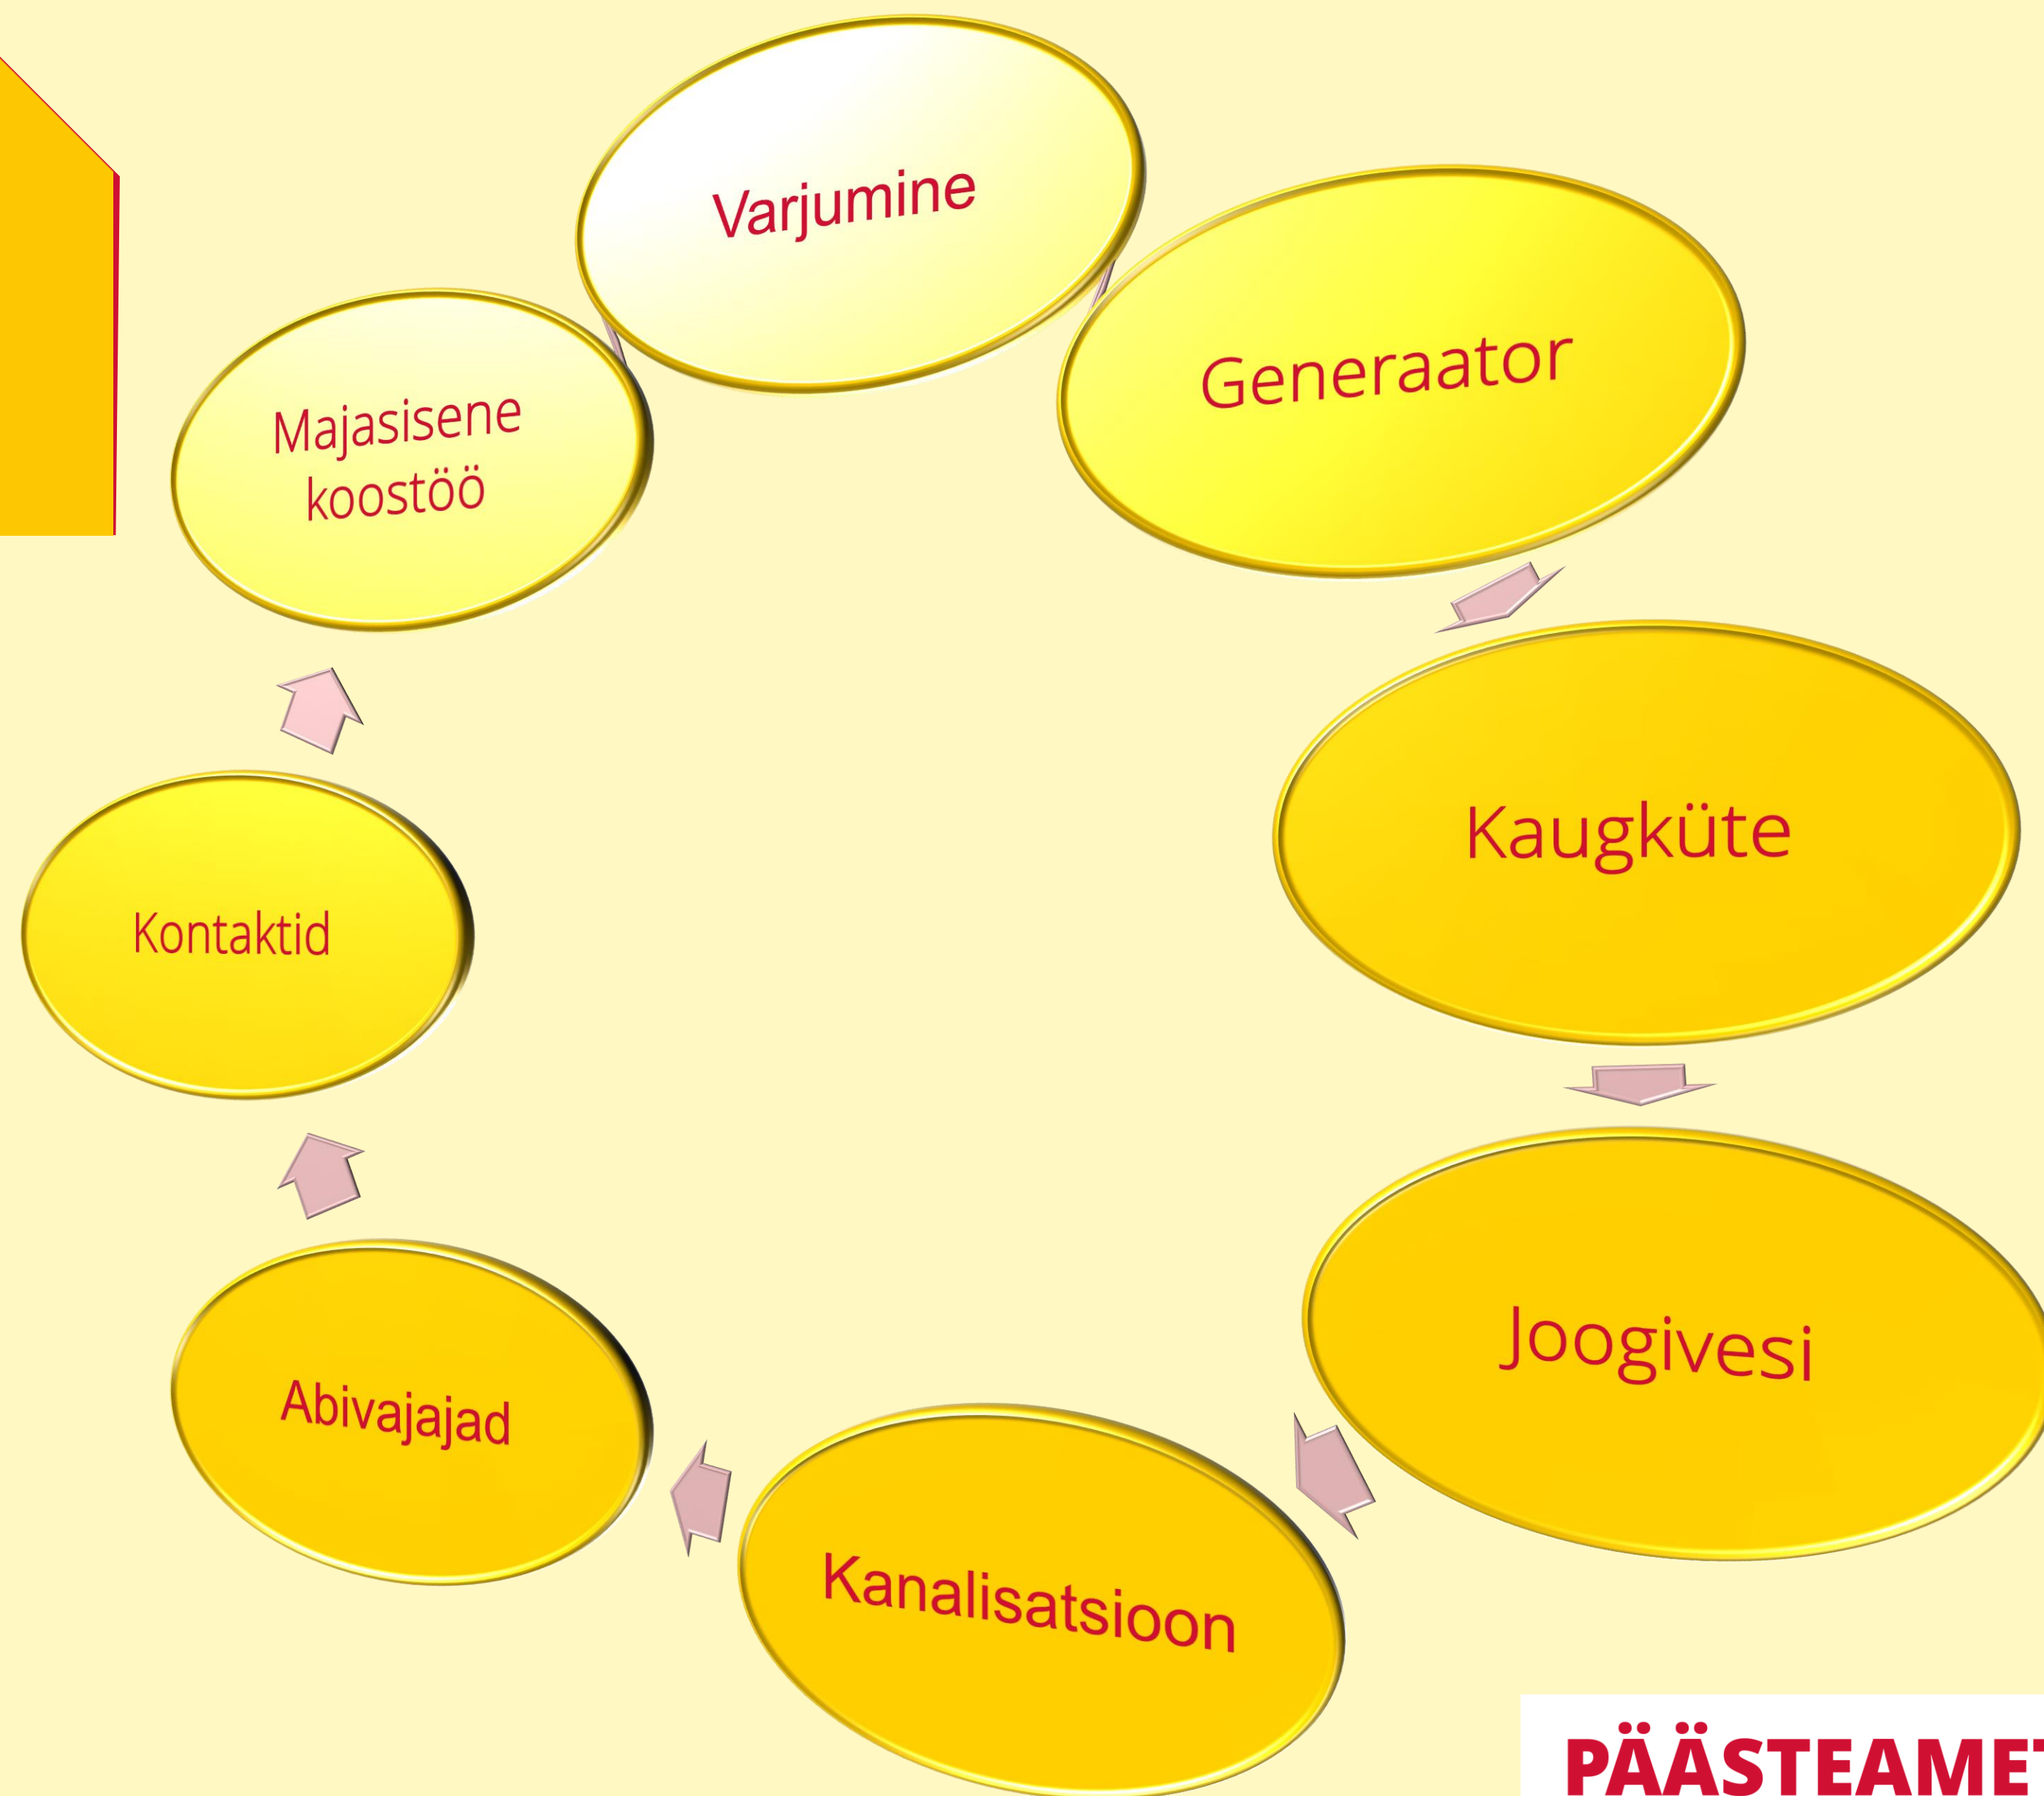 Varjumine
Generaator
Kaugküte
Joogivesi
Kanalisatsioon
Abivajajad
Kontaktid
Majasisene
koostöö
PÄÄSTEAMET